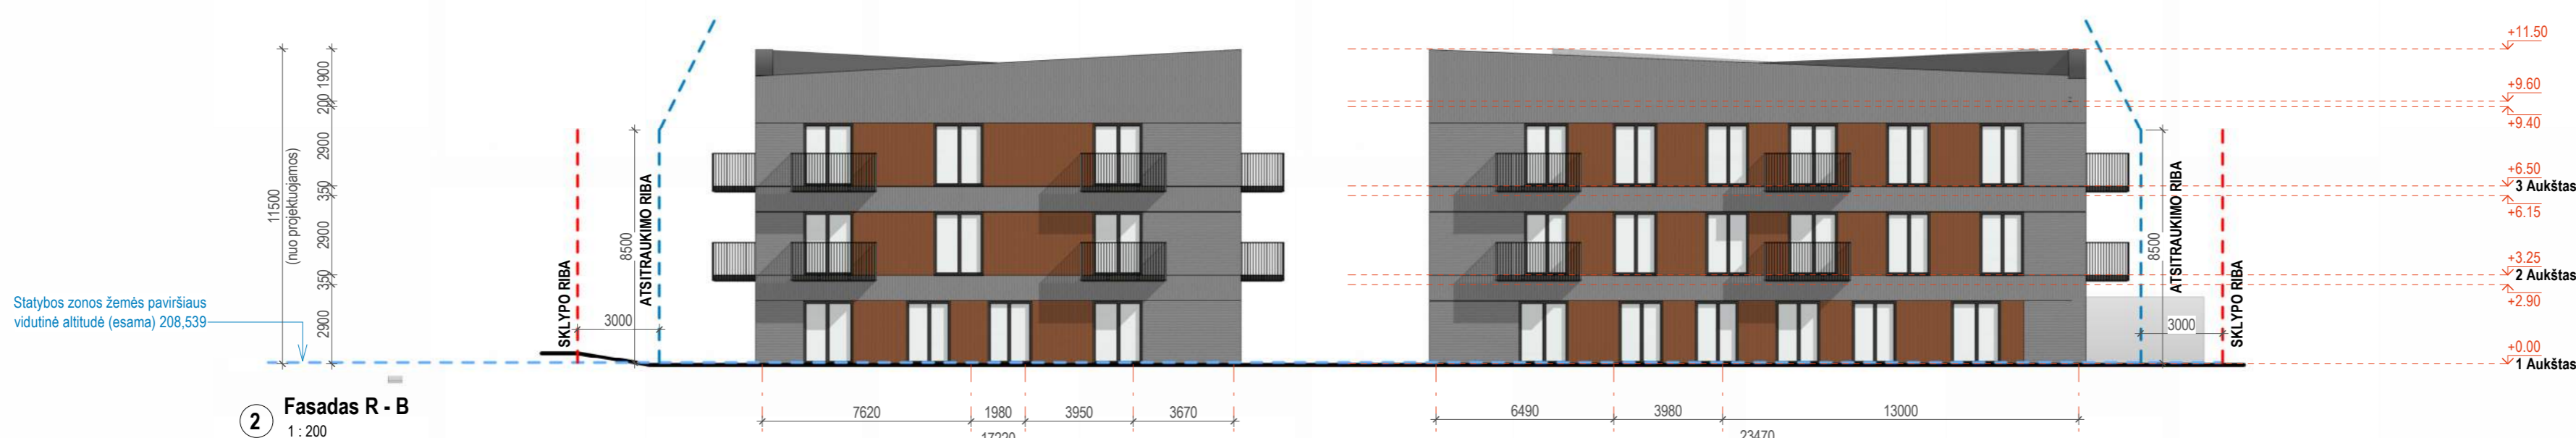 1900
200
2900
350
2900
350
2900
11500
(nuo projektuojamos)
Statybos zonos žemės paviršiaus
vidutinė altitudė (esama) 208,539
SKLYPO RIBA
3000
8500
ATSITRAUKIMO RIBA
7620 1980 3950 3670
17220
6490 3980 13000
23470
8500
ATSITRAUKIMO RIBA
3000
SKLYPO RIBA
+11.50
+9.60
+9.40
+6.50
3 Aukštas
+6.15
+3.25
2 Aukštas
+2.90
+0.00
1 Aukštas
2 Fasadas R - B
1 : 200